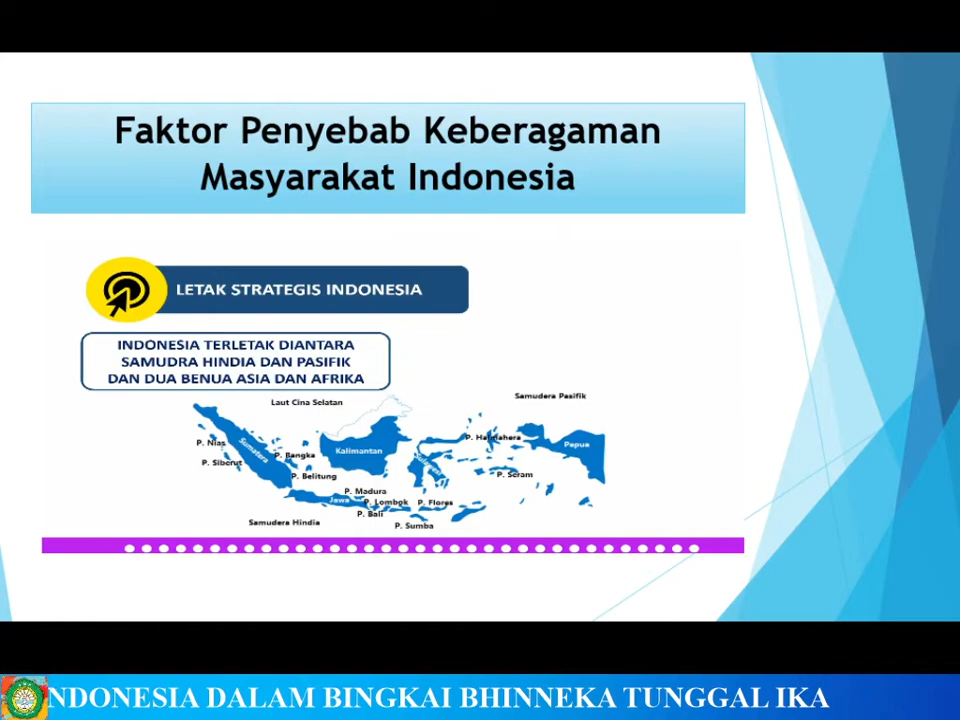 Faktor Penyebab Keberagaman
Masyarakat Indonesia
LETAK STRATEGIS INDONESIA
INDONESIA TERLETAK DIANTARA
SAMUDRA HINDIA DAN PASIFIK
DAN DUA BENUA ASIA DAN AFRIKA
Laut Cina Selatan
Samudera Pasifik
P. Nias
Sumatera
P. Siberut
P. Bangka
P. Belitung
Kalimantan
Sulawesi
P. Halmahera
Papua
P. Seram
P. Madura
Jawa
P. Lombok
P. Flores
P. Bali
Samudera Hindia
P. Sumba
NDONESIA DALAM BINGKAI BHINNEKA TUNGGAL IKA